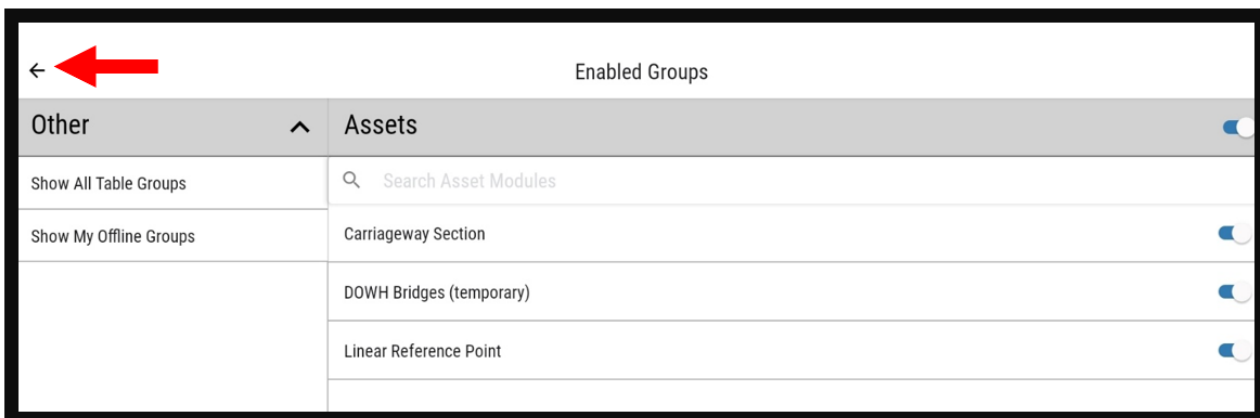 Enabled Groups
Other
Assets
Show All Table Groups
Search Asset Modules
Show My Offline Groups
Carriageway Section
DOWH Bridges (temporary)
Linear Reference Point